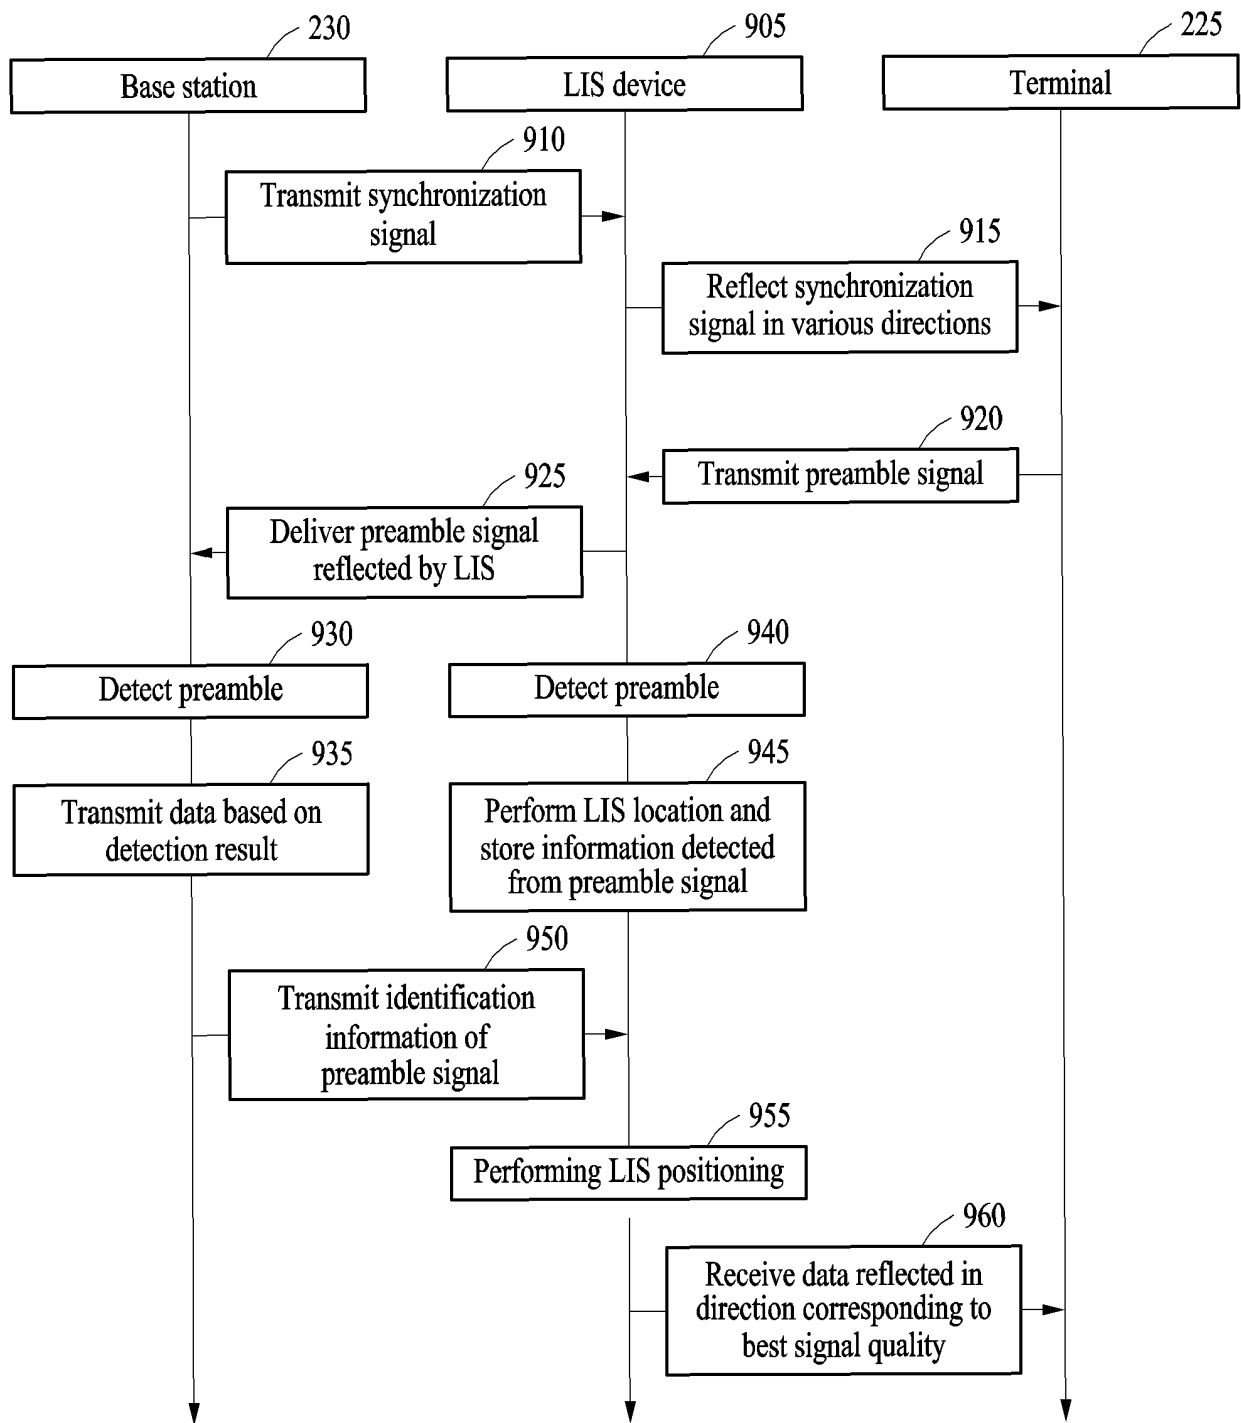 230
905
225
Base station
LIS device
Terminal
910
Transmit synchronization
signal
915
Reflect synchronization
signal in various directions
920
Transmit preamble signal
925
Deliver preamble signal
reflected by LIS
930
940
Detect preamble
Detect preamble
935
945
Transmit data based on
detection result
Perform LIS location and
store information detected
from preamble signal
950
Transmit identification
information of
preamble signal
955
Performing LIS positioning
960
Receive data reflected in
direction corresponding to
best signal quality